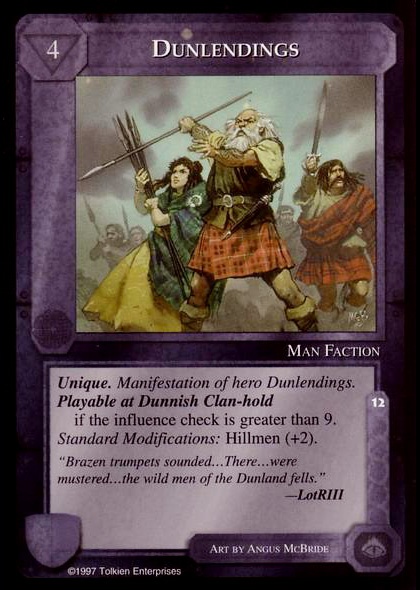 4
DUNLENDINGS
MAN FACTION
Unique. Manifestation of hero Dunlendings.
Playable at Dunnish Clan-hold
if the influence check is greater than 9.
Standard Modifications: Hillmen (+2).
"Brazen trumpets sounded...There...were
mustered...the wild men of the Dunland fells."
—LotRIII
12
ART BY ANGUS MCBRIDE
©1997 Tolkien Enterprises